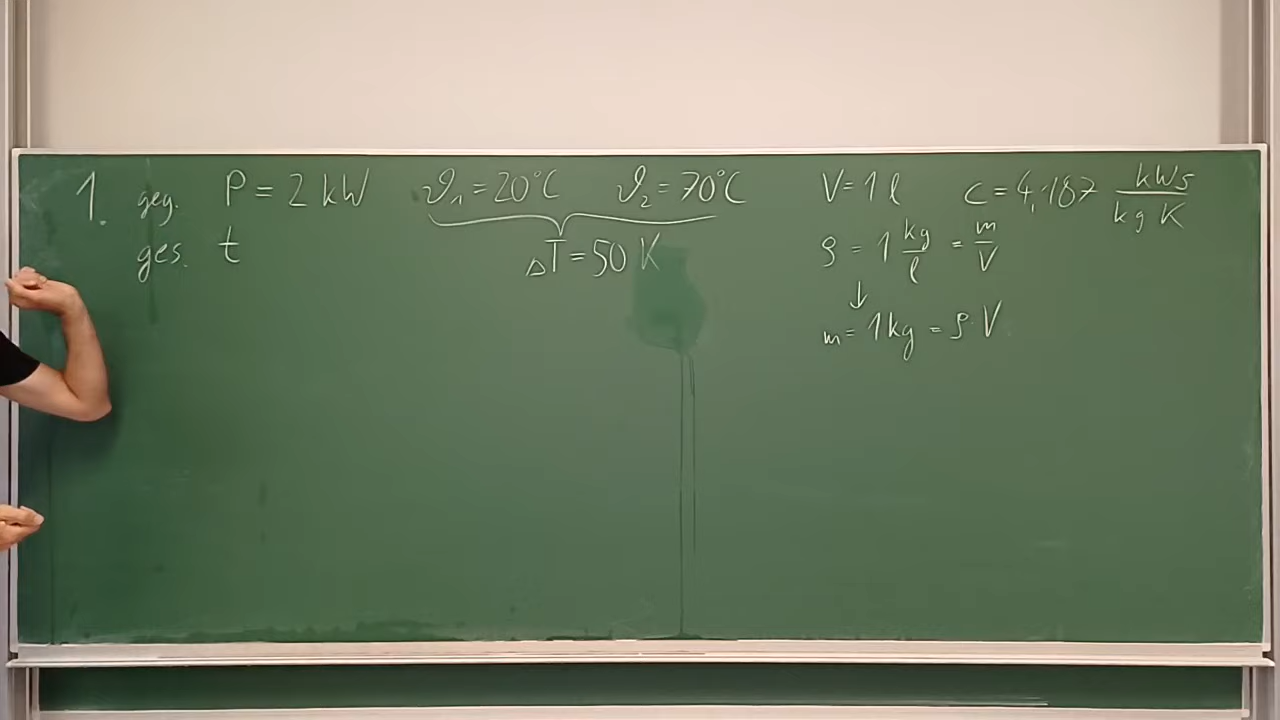 1. geg. P = 2 kW ϑ₁ = 20°C ϑ₂ = 70°C V = 1 l c = 4,187 kWs/kg K
ges. t ΔT = 50 K ρ = 1 kg/l = m/V
↓
m = 1 kg = ρ · V